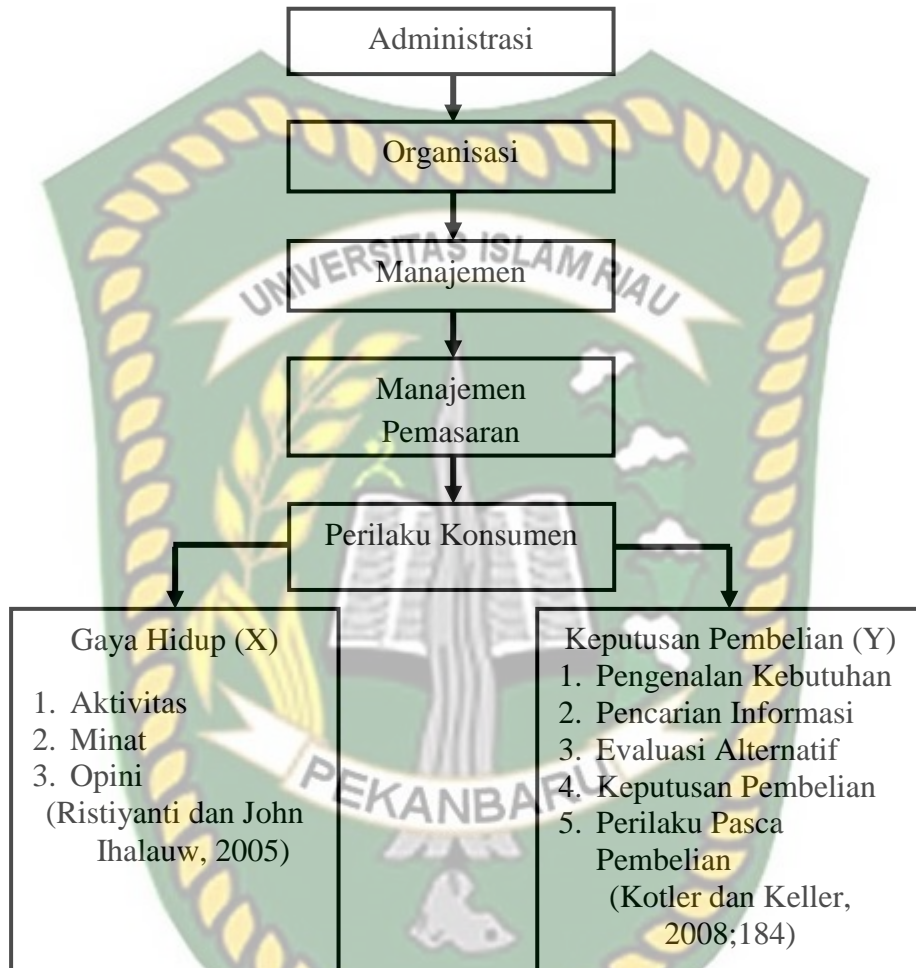 Administrasi
Organisasi
UNIVERSITAS ISLAM RIAU
Manajemen
Manajemen
Pemasaran
Perilaku Konsumen
Gaya Hidup (X)
1. Aktivitas
2. Minat
3. Opini
(Ristiyanti dan John
Ihalauw, 2005)
Keputusan Pembelian (Y)
1. Pengenalan Kebutuhan
2. Pencarian Informasi
3. Evaluasi Alternatif
4. Keputusan Pembelian
5. Perilaku Pasca
Pembelian
(Kotler dan Keller,
2008;184)
PEKANBARU